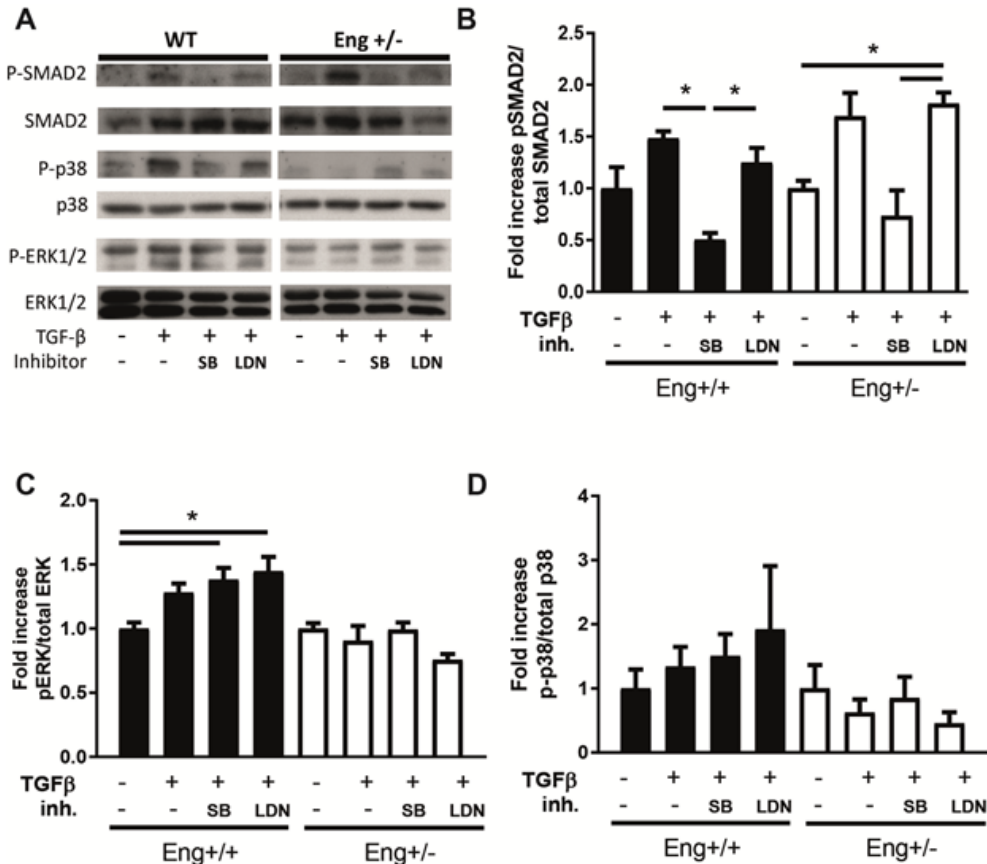 A
WT Eng +/-
P-SMAD2
SMAD2
P-p38
p38
P-ERK1/2
ERK1/2
TGF-β - + + + - + + +
Inhibitor - - SB LDN - - SB LDN
B
Fold increase pSMAD2/
total SMAD2
2.5
2.0
1.5
1.0
0.5
0.0
* * *
TGFβ - + + + - + + +
inh. - - SB LDN - - SB LDN
Eng+/+ Eng+/-
C
Fold increase
pERK/total ERK
2.0
1.5
1.0
0.5
0.0
*
TGFβ - + + + - + + +
inh. - - SB LDN - - SB LDN
Eng+/+ Eng+/-
D
Fold increase
p-p38/total p38
4
3
2
1
0
TGFβ - + + + - + + +
inh. - - SB LDN - - SB LDN
Eng+/+ Eng+/-